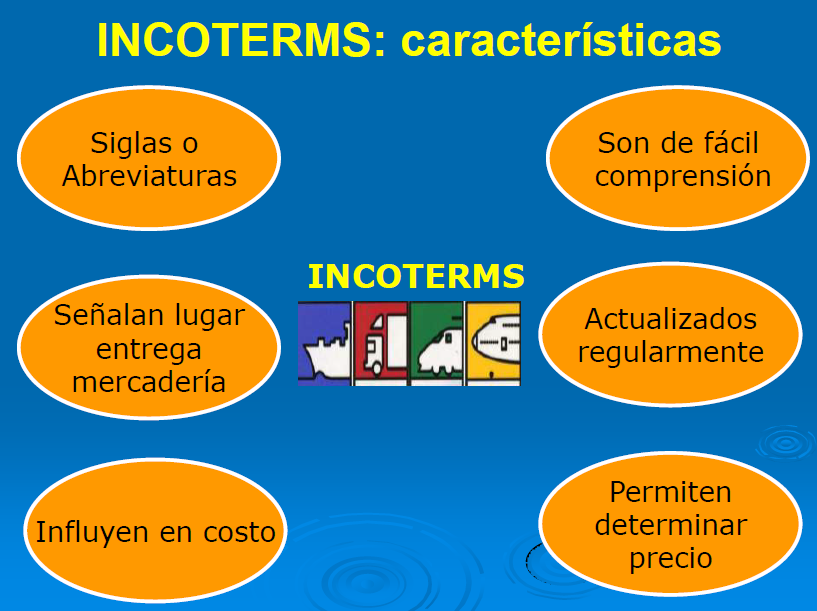 INCOTERMS: características
Siglas o
Abreviaturas
Son de fácil
comprensión
INCOTERMS
Señalan lugar
entrega
mercadería
Actualizados
regularmente
Influyen en costo
Permiten
determinar
precio